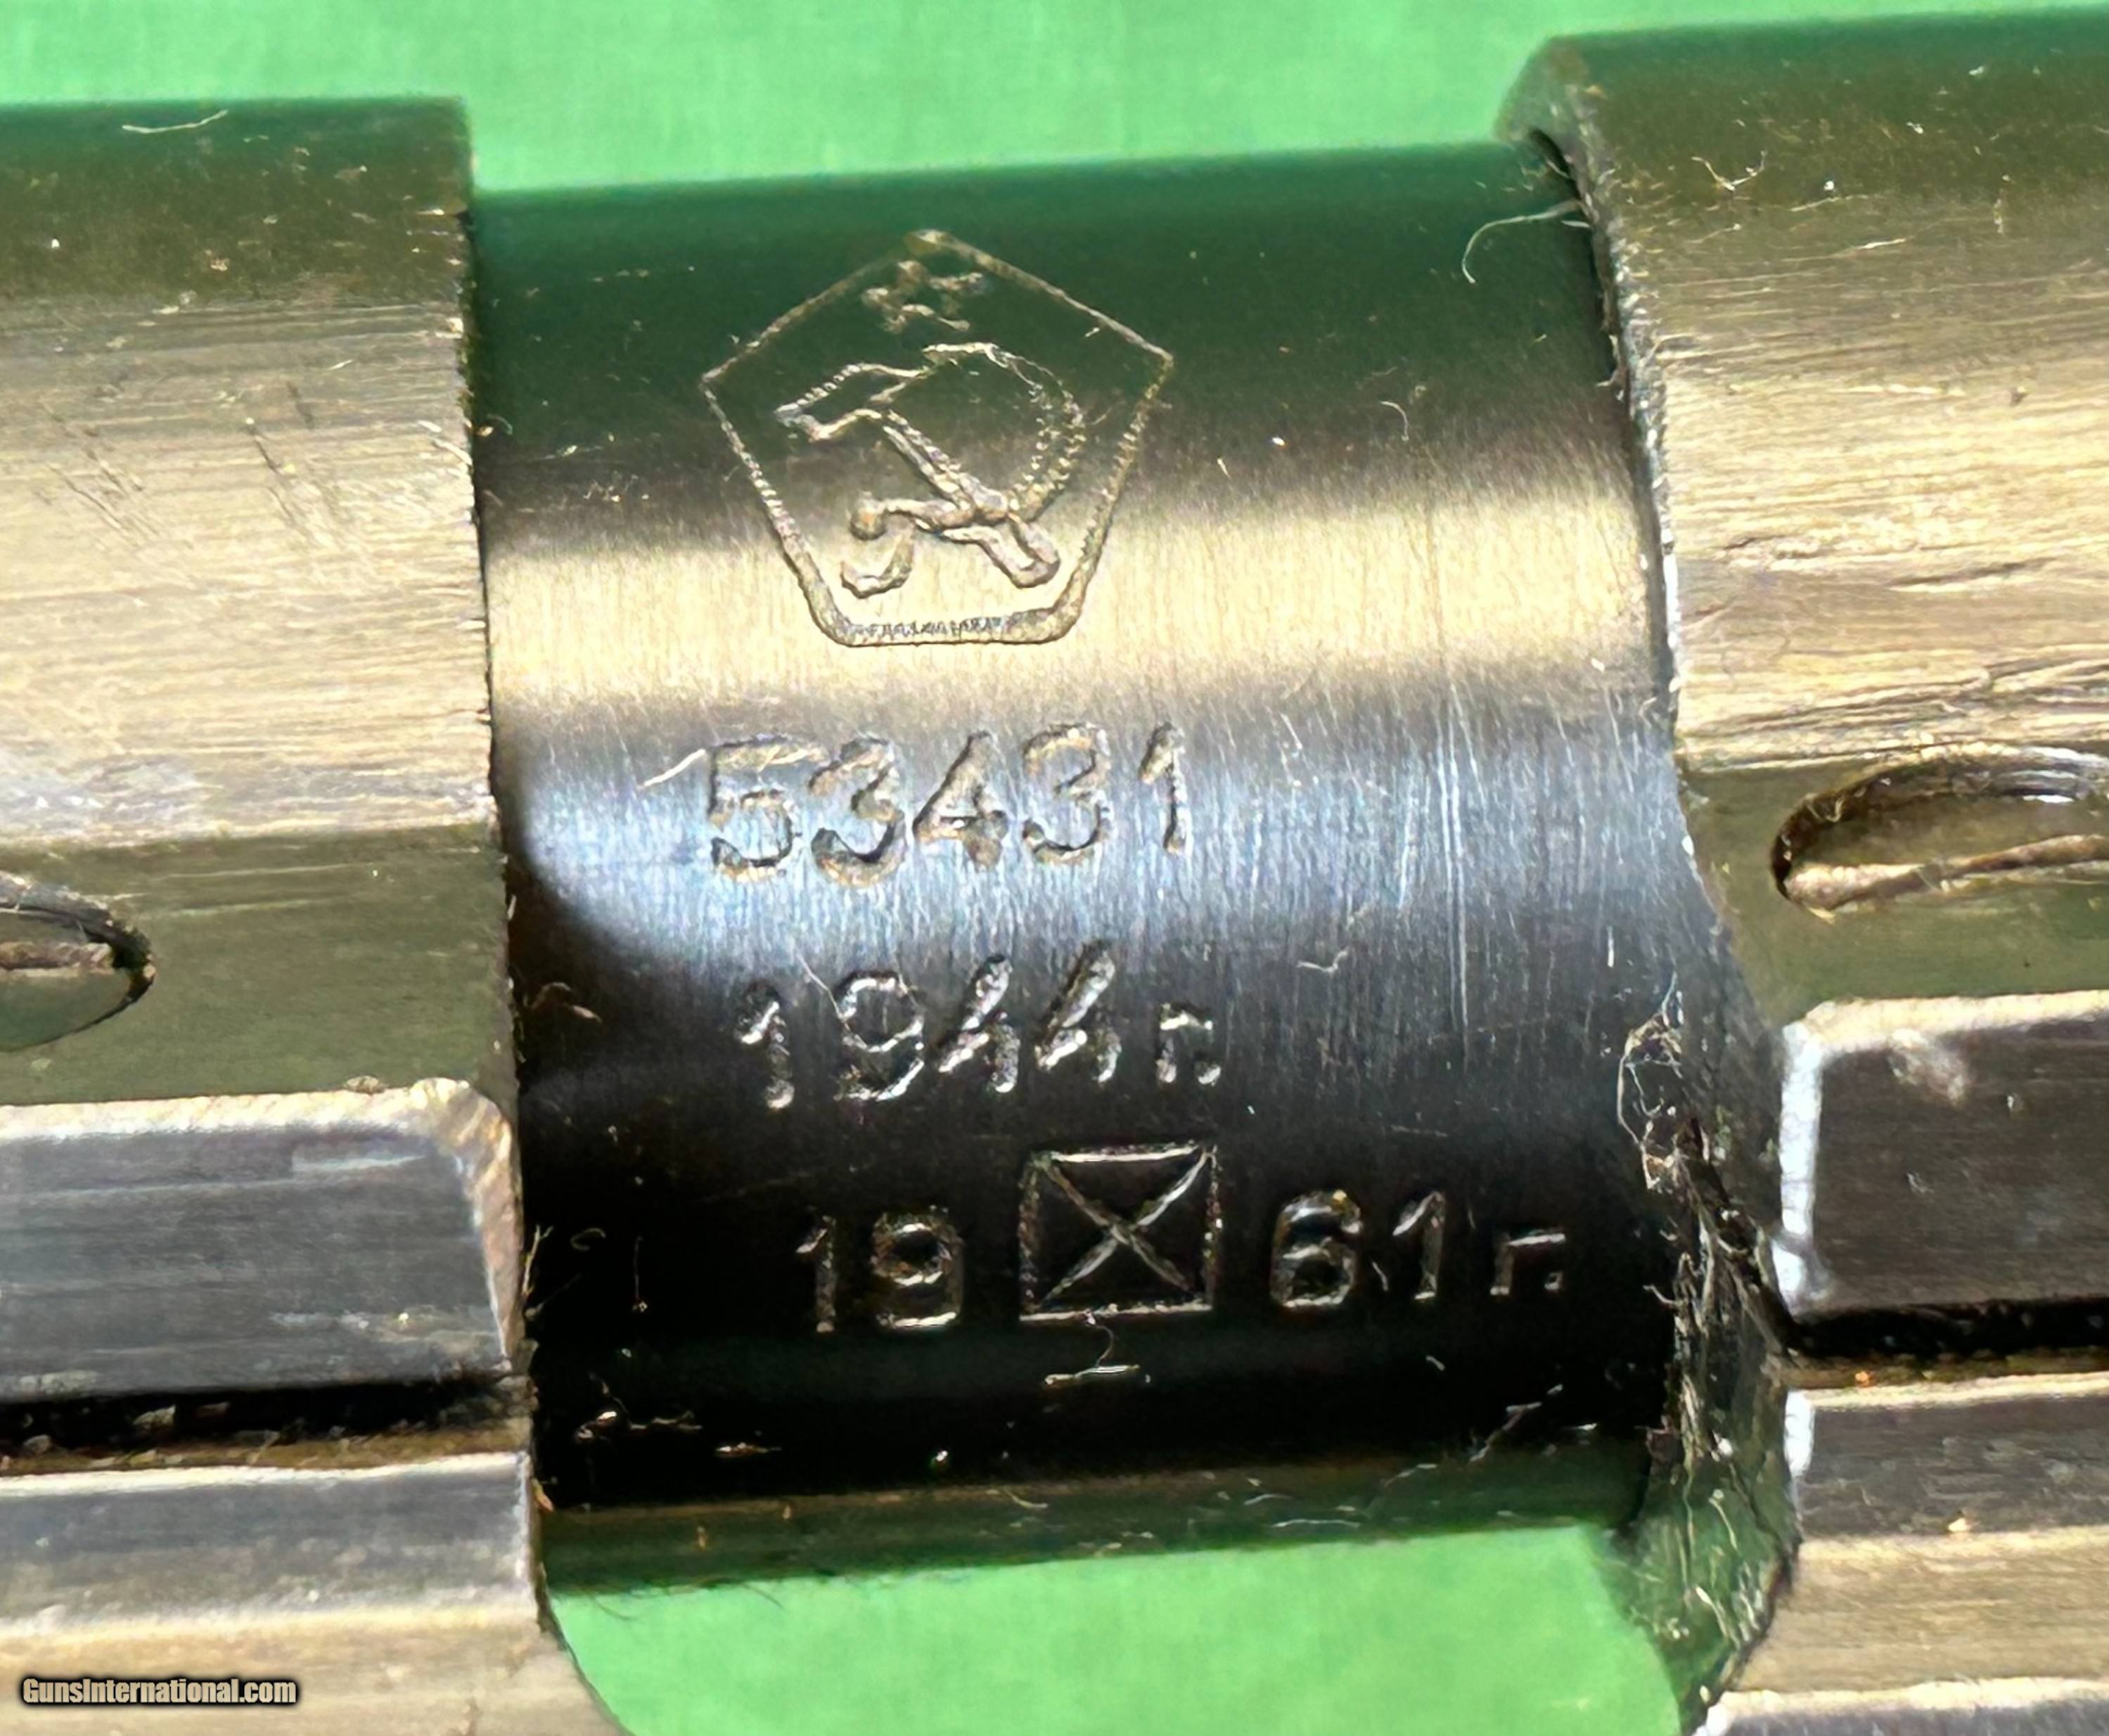 53431
1944г.
19 61г.
GunsInternational.com